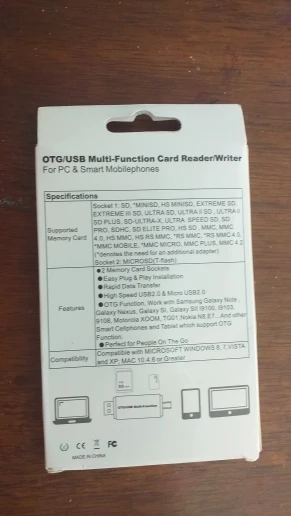 OTG/USB Multi-Function Card Reader/Writer
For PC & Smart Mobilephones
Specifications
Supported Memory Card
Socket 1: SD, *MINISD, HS MINISD, EXTREME SD,
EXTREME III SD, ULTRA SD, ULTRA II SD , ULTRA II
SD PLUS, SD-ULTRA-X, ULTRA SPEED SD, SD
PRO, SDHC, SD ELITE PRO, HS SD , MMC, MMC
4.0, HS MMC, HS RS MMC, *RS MMC, *RS MMC 4.0,
*MMC MOBILE, *MMC MICRO, MMC PLUS, MMC 4.2
(*denotes the need for an additional adapter)
Socket 2: MICROSD(T-flash)
Features
●2 Memory Card Sockets
●Easy Plug & Play Installation
●Rapid Data Transfer
●High Speed USB2.0 & Micro USB2.0
●OTG Function, Work with Samsung Galaxy Note ,
Galaxy Nexus, Galaxy SI, Galaxy SII I9100, I9103,
9108, Motorola XOOM, TG01,Nokia N8,E7...And other
Smart Cellphones and Tablet which support OTG
Function.
●Perfect for People On the Go
Compatibility
Compatible with MICROSOFT WINDOWS 8, 7,VISTA
and XP; MAC 10.4.6 or Greater
OTG/USB Multi-Function
CE
FC
MADE IN CHINA